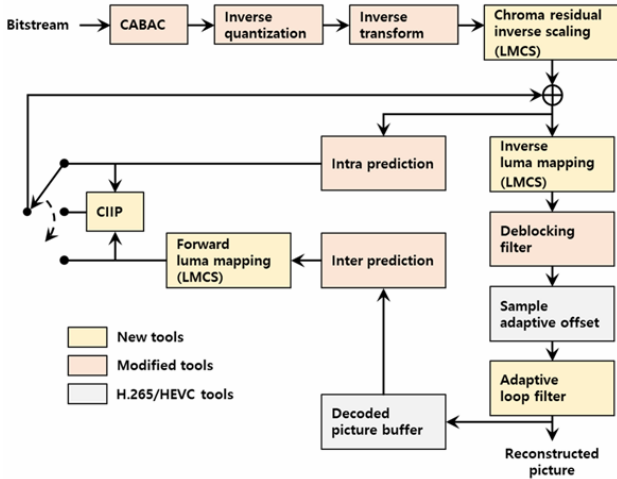 Bitstream
CABAC
Inverse
quantization
Inverse
transform
Chroma residual
inverse scaling
(LMCS)
Intra prediction
Inverse
luma mapping
(LMCS)
CIIP
Deblocking
filter
Forward
luma mapping
(LMCS)
Inter prediction
Sample
adaptive offset
New tools
Modified tools
H.265/HEVC tools
Adaptive
loop filter
Decoded
picture buffer
Reconstructed
picture